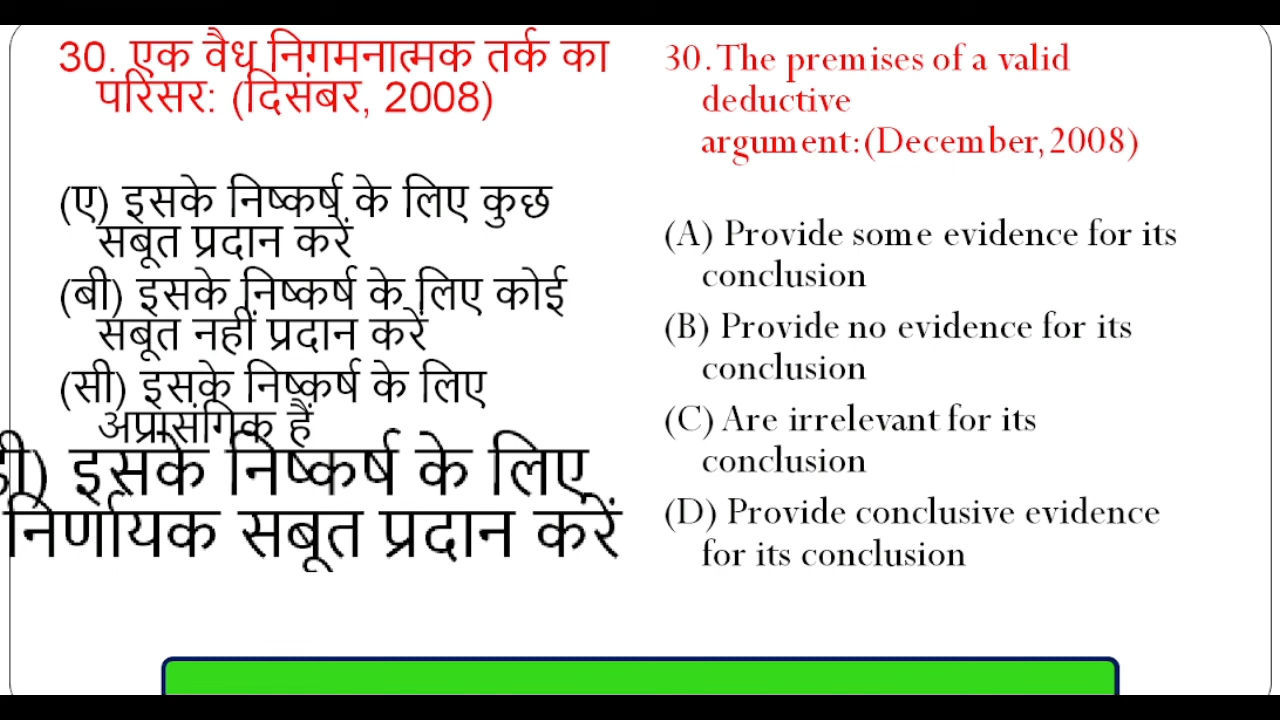 30. एक वैध निगमनात्मक तर्क का
परिसर: (दिसंबर, 2008)
(ए) इसके निष्कर्ष के लिए कुछ
सबूत प्रदान करें
(बी) इसके निष्कर्ष के लिए कोई
सबूत नहीं प्रदान करें
(सी) इसके निष्कर्ष के लिए
अप्रासंगिक हैं
डी) इसके निष्कर्ष के लिए
निर्णायक सबूत प्रदान करें
30. The premises of a valid
deductive
argument:(December, 2008)
(A) Provide some evidence for its
conclusion
(B) Provide no evidence for its
conclusion
(C) Are irrelevant for its
conclusion
(D) Provide conclusive evidence
for its conclusion